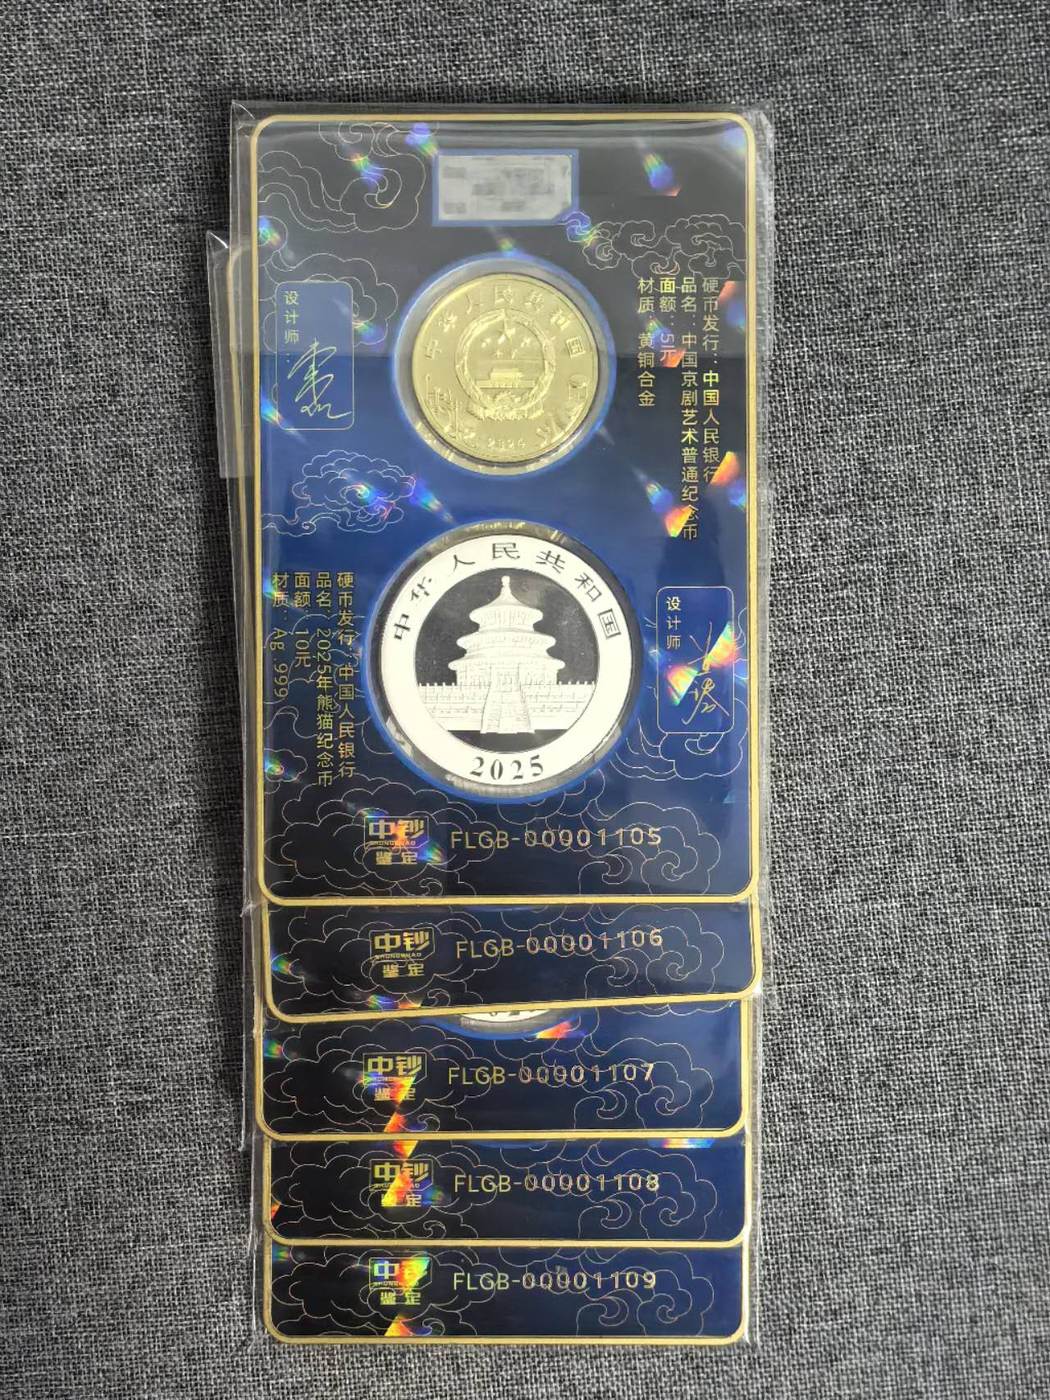 中华人民共和国
2024
设计师：
硬币发行：中国人民银行
品名：中国京剧艺术普通纪念币
面额：5元
材质：黄铜合金
中华人民共和国
2025
硬币发行：中国人民银行
品名：2025年熊猫纪念币
面额：10元
材质：Ag .999
设计师
中钞
ZHONGCHAO
鉴定
FLGB-00901105
中钞
ZHONGCHAO
鉴定
FLGB-00901106
中钞
鉴定
FLGB-00901107
中钞
鉴定
FLGB-00901108
中钞
ZHONGCHAO
鉴定
FLGB-00901109